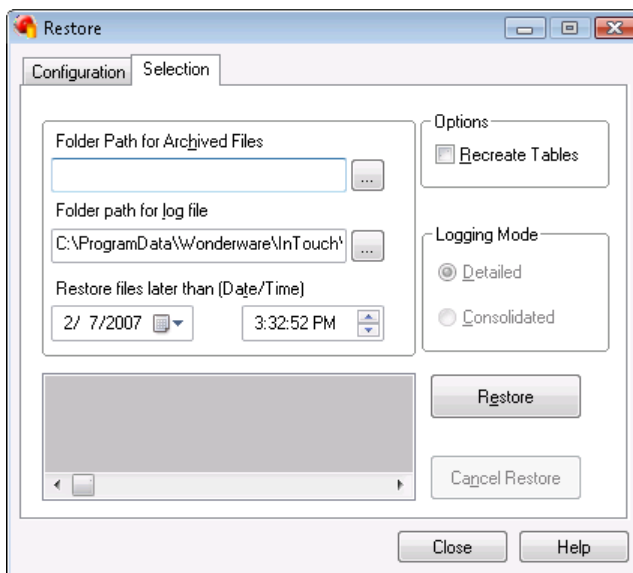 Restore
Configuration
Selection
Folder Path for Archived Files
...
Folder path for log file
C:\ProgramData\Wonderware\InTouch\
...
Restore files later than (Date/Time)
2/ 7/2007
3:32:52 PM
Options
Recreate Tables
Logging Mode
Detailed
Consolidated
Restore
Cancel Restore
Close
Help